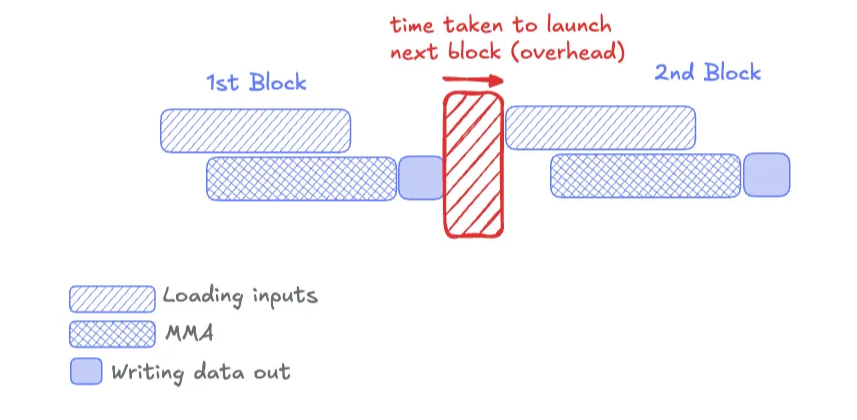 time taken to launch
next block (overhead)
1st Block
2nd Block
Loading inputs
MMA
Writing data out